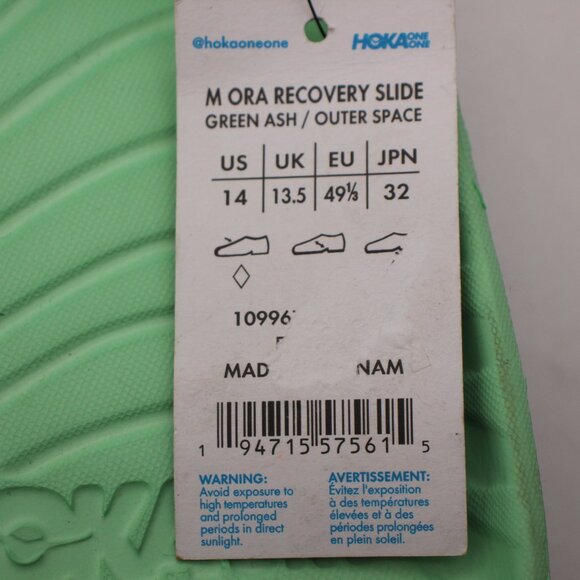 @hokaoneone
HOKA ONE ONE
M ORA RECOVERY SLIDE
GREEN ASH / OUTER SPACE
US UK EU JPN
14 13.5 49⅓ 32
10996
MAD NAM
1 94715 57561 5
WARNING:
Avoid exposure to
high temperatures
and prolonged
periods in direct
sunlight.
AVERTISSEMENT:
Évitez l'exposition
à des températures
élevées et à des
périodes prolongées
en plein soleil.
OKA